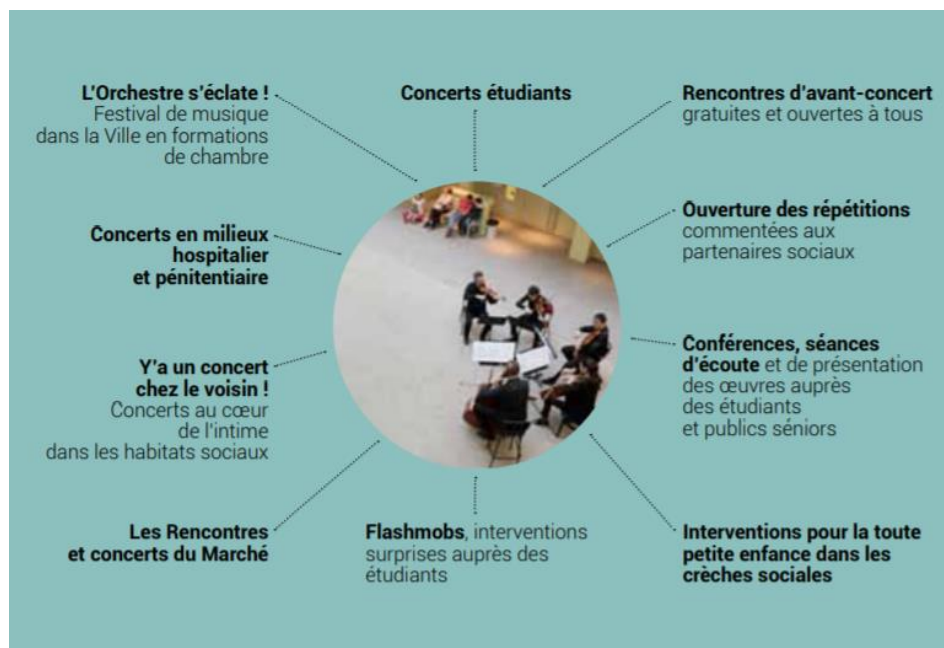 L'Orchestre s'éclate !
Festival de musique
dans la Ville en formations
de chambre
Concerts étudiants
Rencontres d'avant-concert
gratuites et ouvertes à tous
Concerts en milieux
hospitalier
et pénitentiaire
Ouverture des répétitions
commentées aux
partenaires sociaux
Y'a un concert
chez le voisin !
Concerts au cœur
de l'intime
dans les habitats sociaux
Conférences, séances
d'écoute et de présentation
des œuvres auprès
des étudiants
et publics séniors
Les Rencontres
et concerts du Marché
Flashmobs, interventions
surprises auprès des
étudiants
Interventions pour la toute
petite enfance dans les
crèches sociales